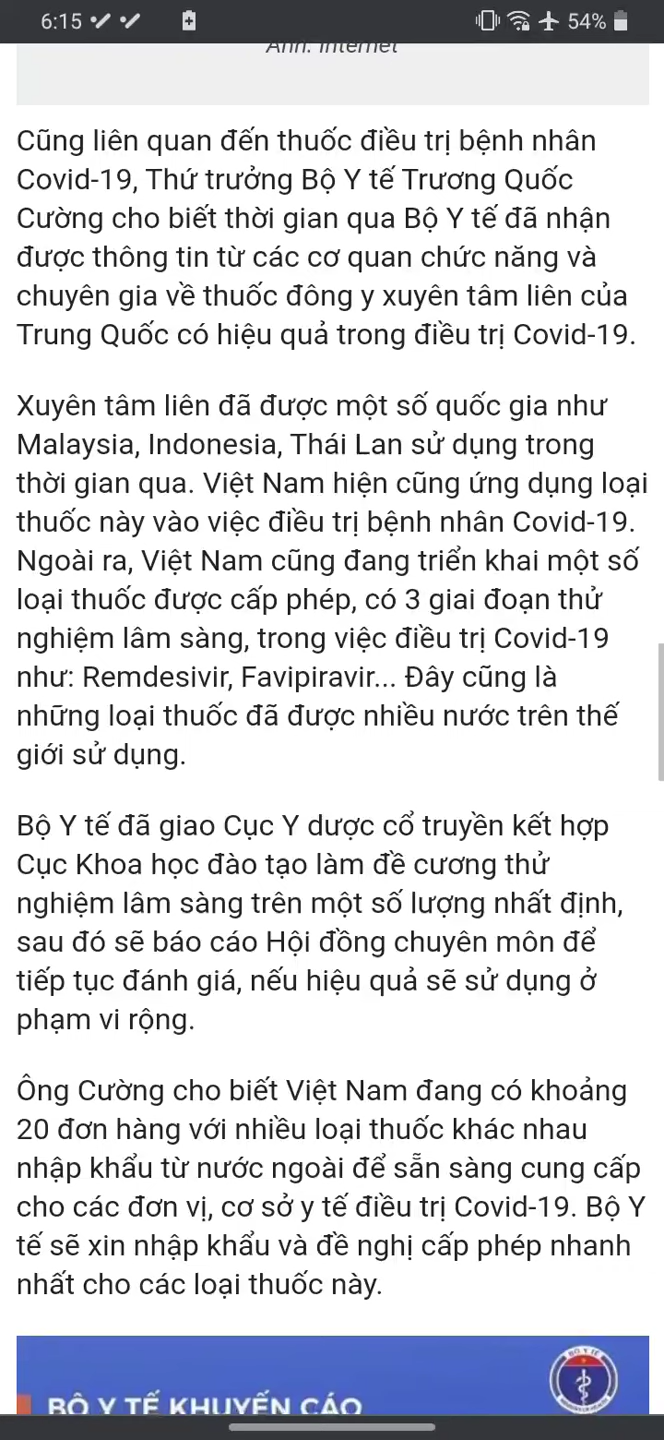 6:15
54%
Ảnh: Internet
Cũng liên quan đến thuốc điều trị bệnh nhân
Covid-19, Thứ trưởng Bộ Y tế Trương Quốc
Cường cho biết thời gian qua Bộ Y tế đã nhận
được thông tin từ các cơ quan chức năng và
chuyên gia về thuốc đông y xuyên tâm liên của
Trung Quốc có hiệu quả trong điều trị Covid-19.
Xuyên tâm liên đã được một số quốc gia như
Malaysia, Indonesia, Thái Lan sử dụng trong
thời gian qua. Việt Nam hiện cũng ứng dụng loại
thuốc này vào việc điều trị bệnh nhân Covid-19.
Ngoài ra, Việt Nam cũng đang triển khai một số
loại thuốc được cấp phép, có 3 giai đoạn thử
nghiệm lâm sàng, trong việc điều trị Covid-19
như: Remdesivir, Favipiravir... Đây cũng là
những loại thuốc đã được nhiều nước trên thế
giới sử dụng.
Bộ Y tế đã giao Cục Y dược cổ truyền kết hợp
Cục Khoa học đào tạo làm đề cương thử
nghiệm lâm sàng trên một số lượng nhất định,
sau đó sẽ báo cáo Hội đồng chuyên môn để
tiếp tục đánh giá, nếu hiệu quả sẽ sử dụng ở
phạm vi rộng.
Ông Cường cho biết Việt Nam đang có khoảng
20 đơn hàng với nhiều loại thuốc khác nhau
nhập khẩu từ nước ngoài để sẵn sàng cung cấp
cho các đơn vị, cơ sở y tế điều trị Covid-19. Bộ Y
tế sẽ xin nhập khẩu và đề nghị cấp phép nhanh
nhất cho các loại thuốc này.
BỘ Y TẾ
BỘ Y TẾ KHUYẾN CÁO